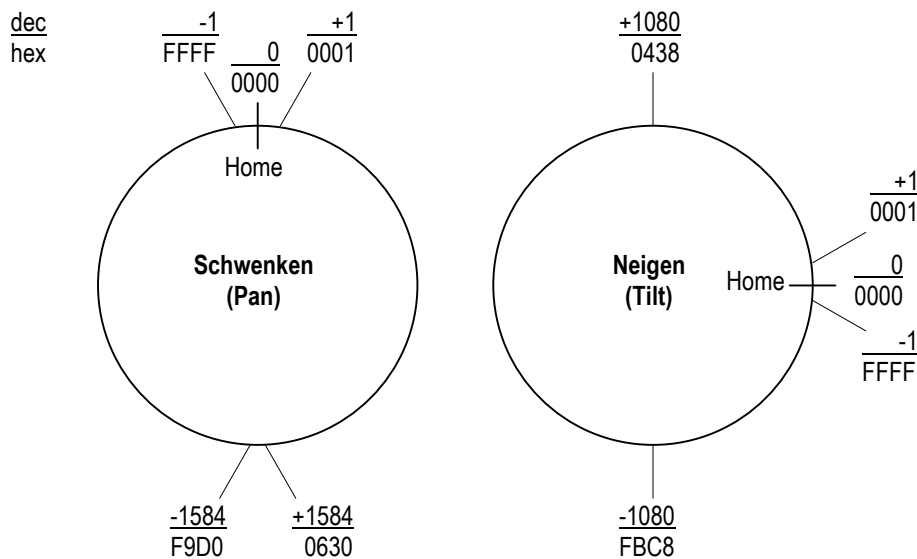 dec
hex
-1
FFFF
0
0000
+1
0001
Home
Schwenken
(Pan)
-1584
F9D0
+1584
0630
+1080
0438
+1
0001
Home
0
0000
-1
FFFF
Neigen
(Tilt)
-1080
FBC8